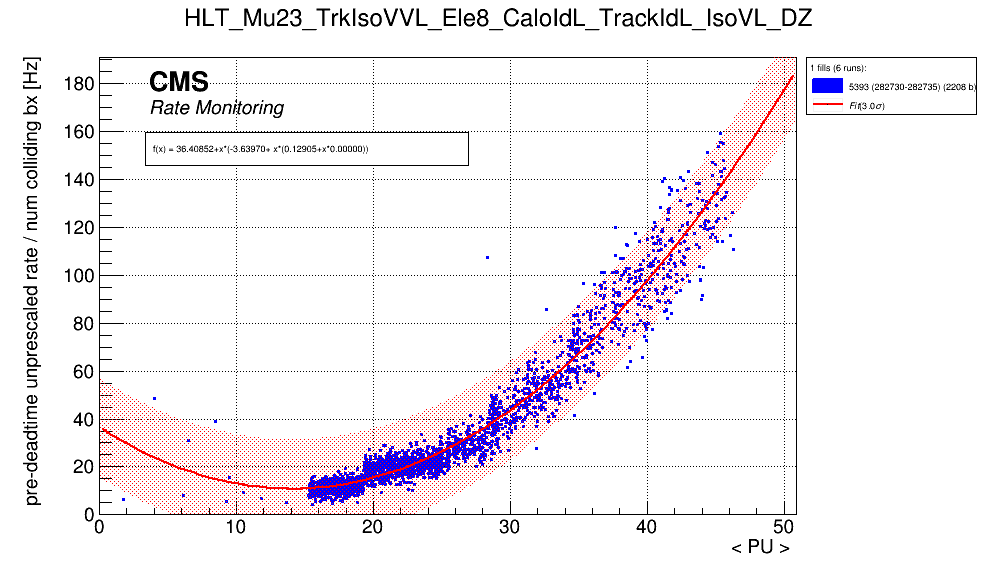 HLT_Mu23_TrkIsoVVL_Ele8_CaloIdL_TrackIdL_IsoVL_DZ
pre-deadtime unprescaled rate / num colliding bx [Hz]
CMS
Rate Monitoring
f(x) = 36.40852+x*(-3.63970+ x*(0.12905+x*0.00000))
1 fills (6 runs):
5393 (282730-282735) (2208 b)
Fit(3.0σ)
180
160
140
120
100
80
60
40
20
0
0 10 20 30 40 50
< PU >